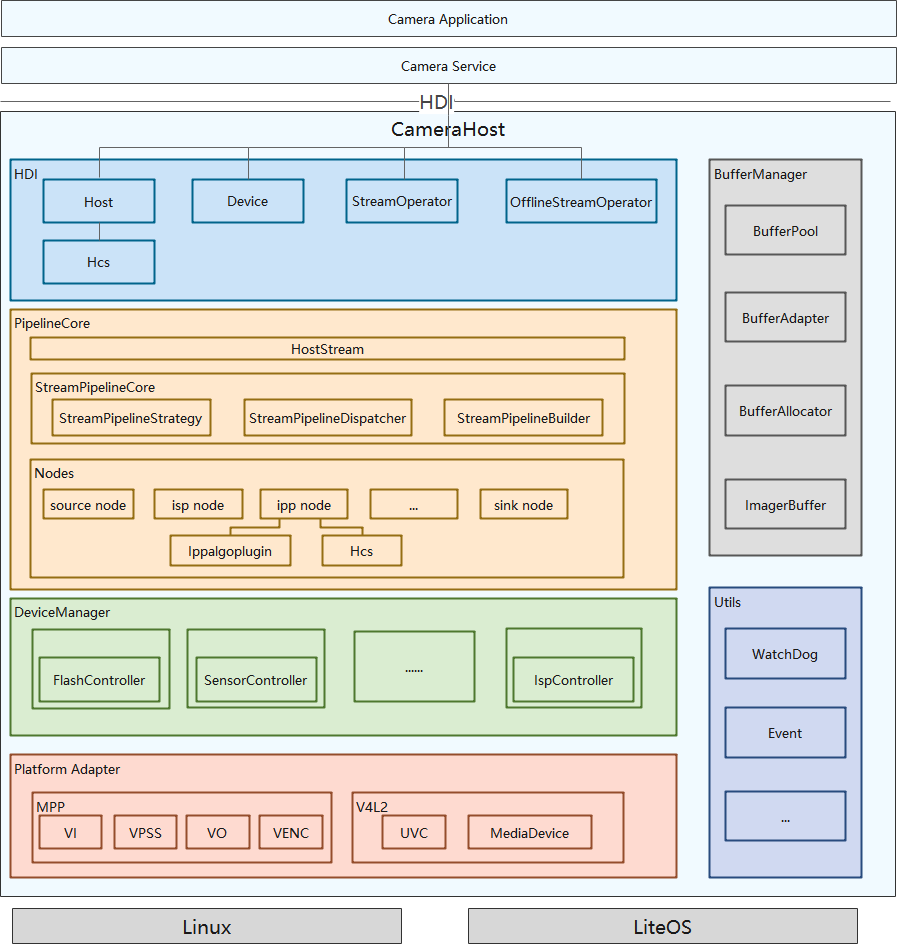 Camera Application
Camera Service
HDI
CameraHost
HDI
Host
Device
StreamOperator
OfflineStreamOperator
Hcs
PipelineCore
HostStream
StreamPipelineCore
StreamPipelineStrategy
StreamPipelineDispatcher
StreamPipelineBuilder
Nodes
source node
isp node
ipp node
...
sink node
Ippalgoplugin
Hcs
DeviceManager
FlashController
SensorController
......
IspController
Platform Adapter
MPP
VI
VPSS
VO
VENC
V4L2
UVC
MediaDevice
BufferManager
BufferPool
BufferAdapter
BufferAllocator
ImagerBuffer
Utils
WatchDog
Event
...
Linux
LiteOS